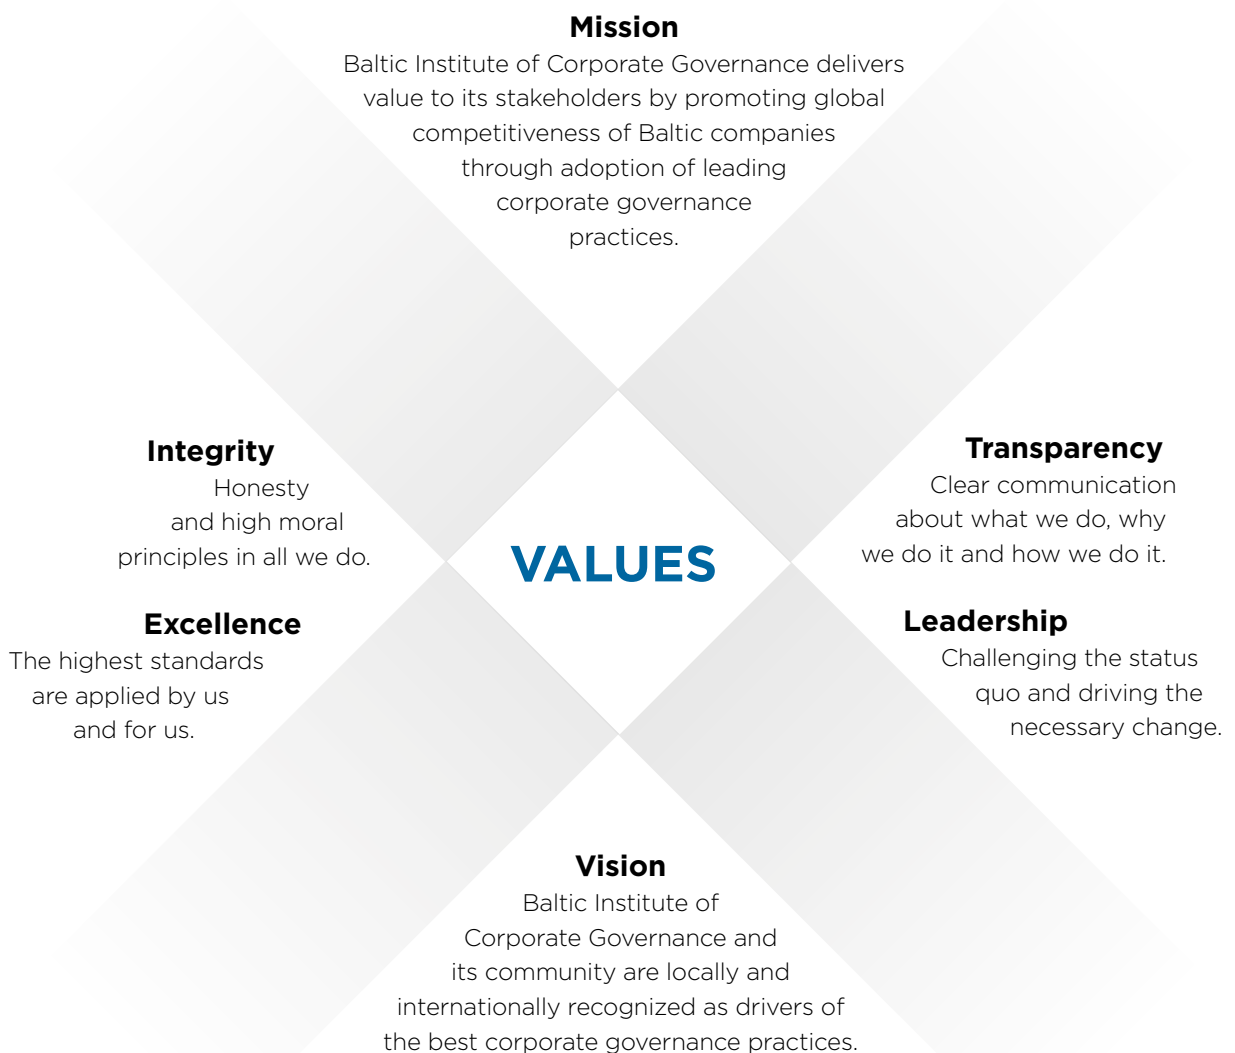 Mission
Baltic Institute of Corporate Governance delivers
value to its stakeholders by promoting global
competitiveness of Baltic companies
through adoption of leading
corporate governance
practices.
Integrity
Honesty
and high moral
principles in all we do.
Excellence
The highest standards
are applied by us
and for us.
VALUES
Transparency
Clear communication
about what we do, why
we do it and how we do it.
Leadership
Challenging the status
quo and driving the
necessary change.
Vision
Baltic Institute of
Corporate Governance and
its community are locally and
internationally recognized as drivers of
the best corporate governance practices.